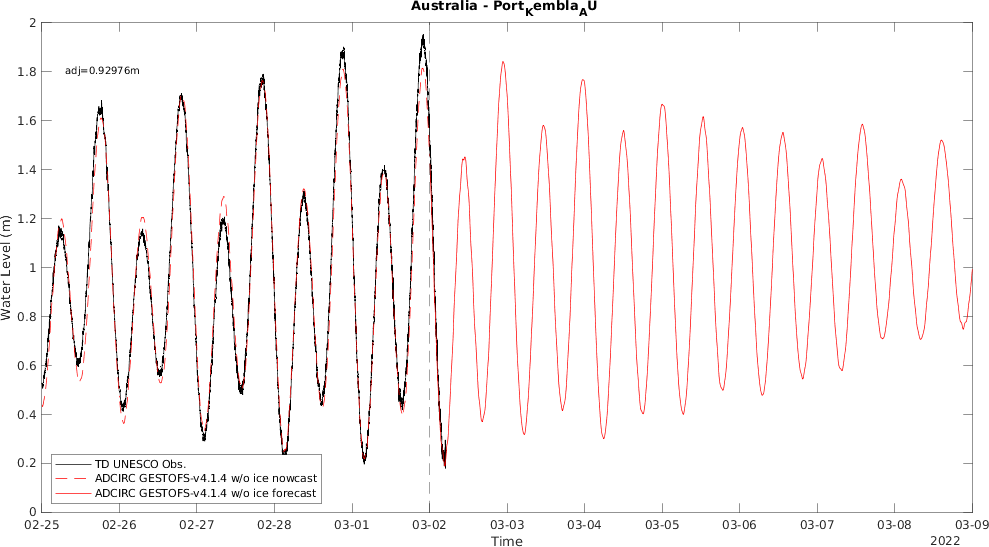 Australia - Port_Kembla_AU
2
1.8
adj=0.92976m
1.6
1.4
1.2
Water Level (m)
1
0.8
0.6
0.4
0.2
TD UNESCO Obs.
ADCIRC GESTOFS-v4.1.4 w/o ice nowcast
ADCIRC GESTOFS-v4.1.4 w/o ice forecast
0
02-25 02-26 02-27 02-28 03-01 03-02 03-03 03-04 03-05 03-06 03-07 03-08 03-09
Time
2022